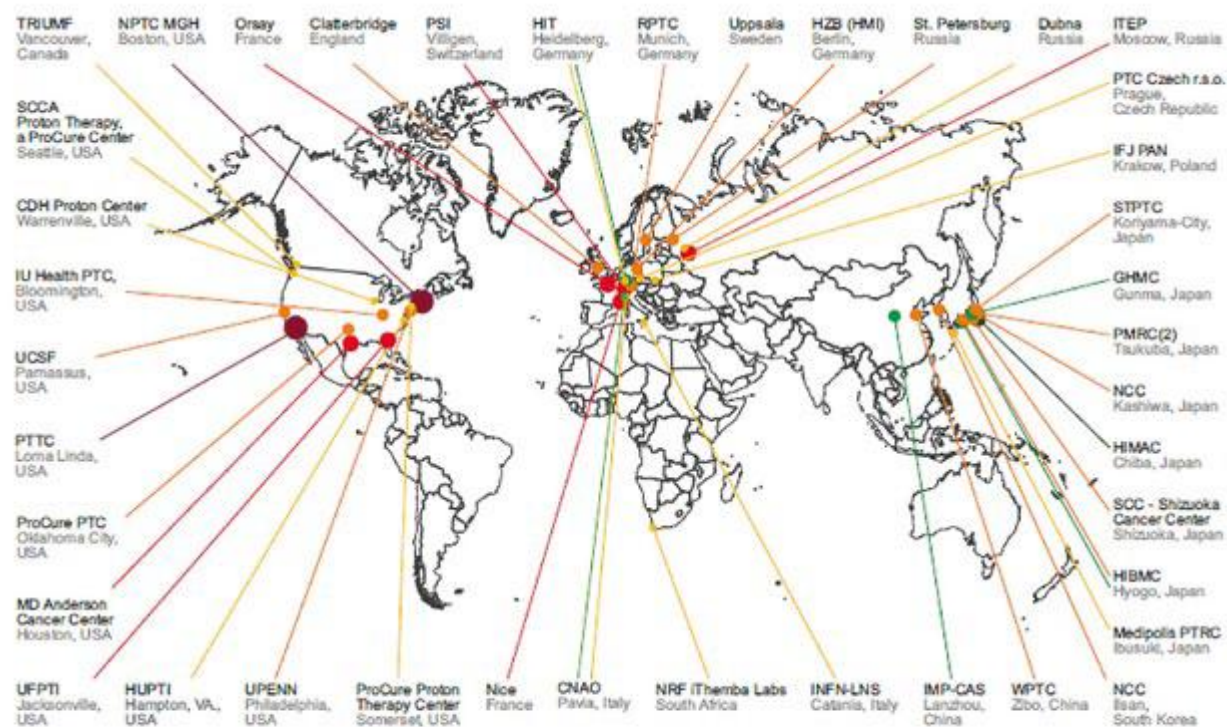 TRIUMF
Vancouver,
Canada
NPTC MGH
Boston, USA
Orsay
France
Clatterbridge
England
PSI
Villigen,
Switzerland
HIT
Heidelberg,
Germany
RPTC
Munich,
Germany
Uppsala
Sweden
HZB (HMI)
Berlin,
Germany
St. Petersburg
Russia
Dubna
Russia
ITEP
Moscow, Russia
SCCA
Proton Therapy,
a ProCure Center
Seattle, USA
CDH Proton Center
Warrenville, USA
IU Health PTC,
Bloomington,
USA
UCSF
Parnassus,
USA
PTTC
Loma Linda,
USA
ProCure PTC
Oklahoma City,
USA
MD Anderson
Cancer Center
Houston, USA
PTC Czech r.s.o.
Prague,
Czech Republic
IFJ PAN
Krakow, Poland
STPTC
Koriyama-City,
Japan
GHMC
Gunma, Japan
PMRC(2)
Tsukuba, Japan
NCC
Kashiwa, Japan
HIMAC
Chiba, Japan
SCC - Shizuoka
Cancer Center
Shizuoka, Japan
HIBMC
Hyogo, Japan
Medipolis PTRC
Ibusuki, Japan
UFPTI
Jacksonville,
USA
HUPTI
Hampton, VA.,
USA
UPENN
Philadelphia,
USA
ProCure Proton
Therapy Center
Somerset, USA
Nice
France
CNAO
Pavia, Italy
NRF iThemba Labs
South Africa
INFN-LNS
Catania, Italy
IMP-CAS
Lanzhou,
China
WPTC
Zibo, China
NCC
Ilsan,
South Korea